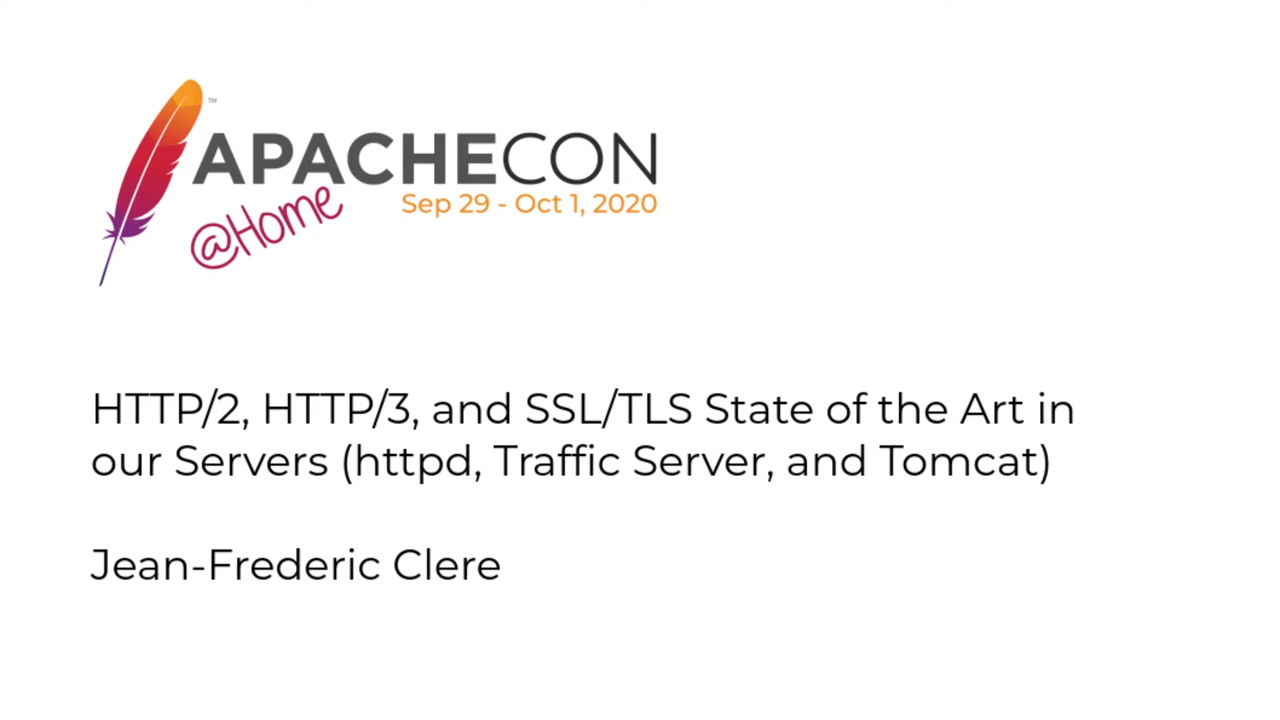 ™
APACHECON
@Home
Sep 29 - Oct 1, 2020
HTTP/2, HTTP/3, and SSL/TLS State of the Art in
our Servers (httpd, Traffic Server, and Tomcat)
Jean-Frederic Clere